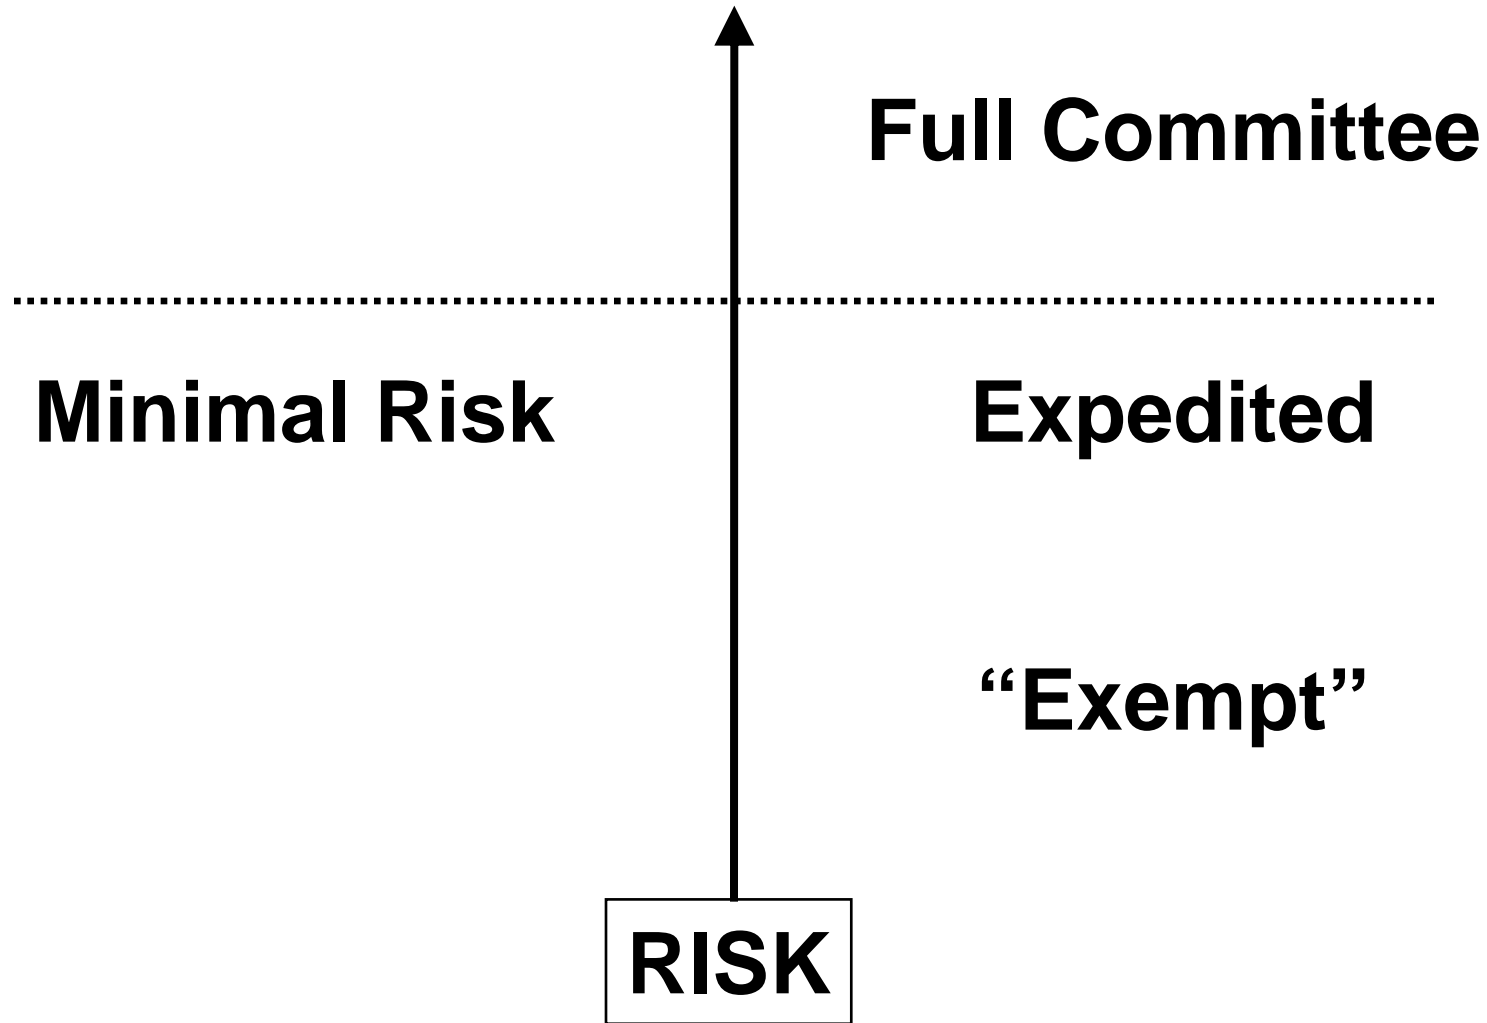 Full Committee
Minimal Risk
Expedited
“Exempt”
RISK